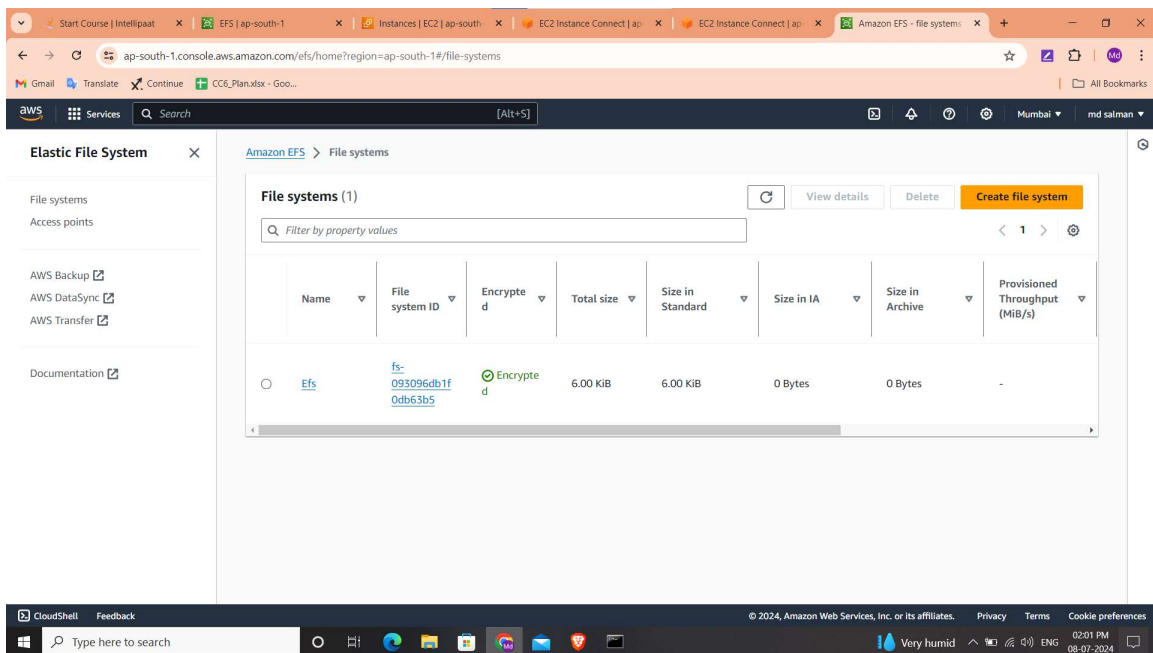 Start Course | Intellipaat
EFS | ap-south-1
Instances | EC2 | ap-south-
EC2 Instance Connect | ap-
EC2 Instance Connect | ap-
Amazon EFS - file systems
ap-south-1.console.aws.amazon.com/efs/home?region=ap-south-1#/file-systems
Md
Gmail
Translate
Continue
CC6_Plan.xlsx - Goo...
All Bookmarks
aws
Services
Search
[Alt+S]
Mumbai
md salman
Elastic File System
File systems
Access points
AWS Backup
AWS DataSync
AWS Transfer
Documentation
Amazon EFS > File systems
File systems (1)
View details
Delete
Create file system
Filter by property values
1
Name
File
system ID
Encrypte
d
Total size
Size in
Standard
Size in IA
Size in
Archive
Provisioned
Throughput
(MiB/s)
Efs
fs-
093096db1f
0db63b5
Encrypte
d
6.00 KiB
6.00 KiB
0 Bytes
0 Bytes
-
CloudShell
Feedback
© 2024, Amazon Web Services, Inc. or its affiliates.
Privacy
Terms
Cookie preferences
Type here to search
Very humid
ENG
02:01 PM
08-07-2024